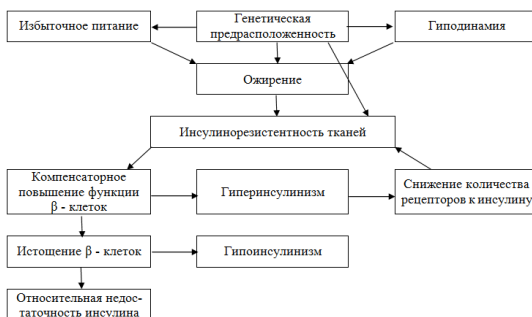 Избыточное питание
Генетическая
предрасположенность
Гиподинамия
Ожирение
Инсулинорезистентность тканей
Компенсаторное
повышение функции
β - клеток
Гиперинсулинизм
Снижение количества
рецепторов к инсулину
Истощение β - клеток
Гипоинсулинизм
Относительная недос-
таточность инсулина